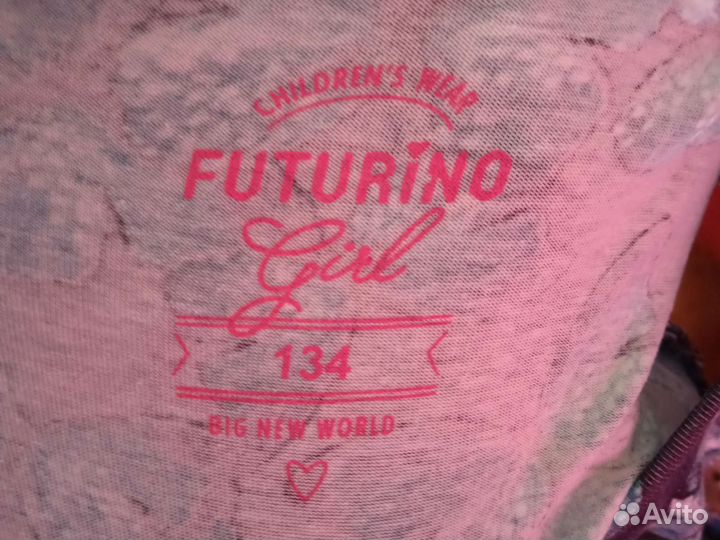 CHILDREN'S WEAR
FUTURINO
Girl
134
BIG NEW WORLD
Avito